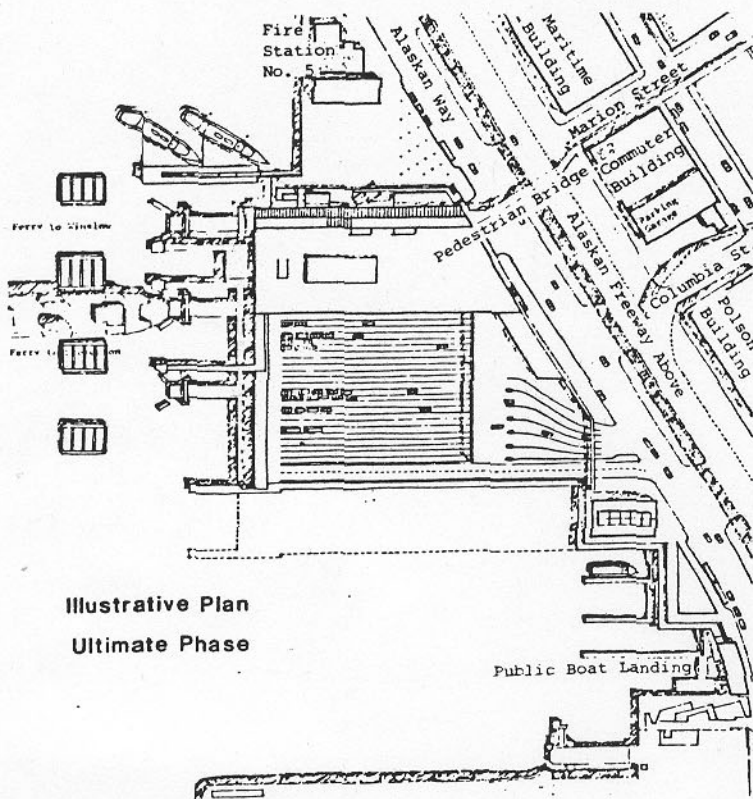 Fire
Station
No. 5
Alaskan Way
Maritime
Building
Marion Street
Commuter
Building
Parking
Garage
Pedestrian Bridge
Columbia St
Alaskan Freeway Above
Polson
Building
Ferry to Winslow
Ferry
Illustrative Plan
Ultimate Phase
Public Boat Landing